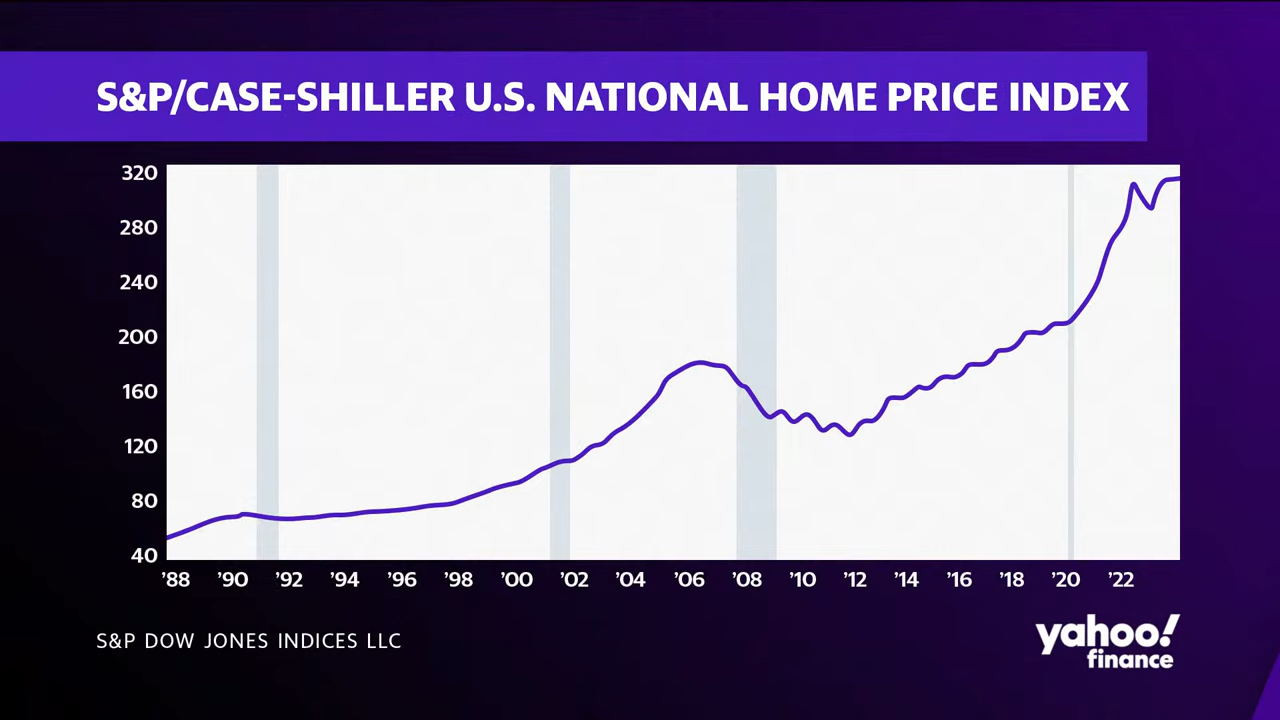 S&P/CASE-SHILLER U.S. NATIONAL HOME PRICE INDEX
320
280
240
200
160
120
80
40
’88 ’90 ’92 ’94 ’96 ’98 ’00 ’02 ’04 ’06 ’08 ’10 ’12 ’14 ’16 ’18 ’20 ’22
S&P DOW JONES INDICES LLC
yahoo!
finance